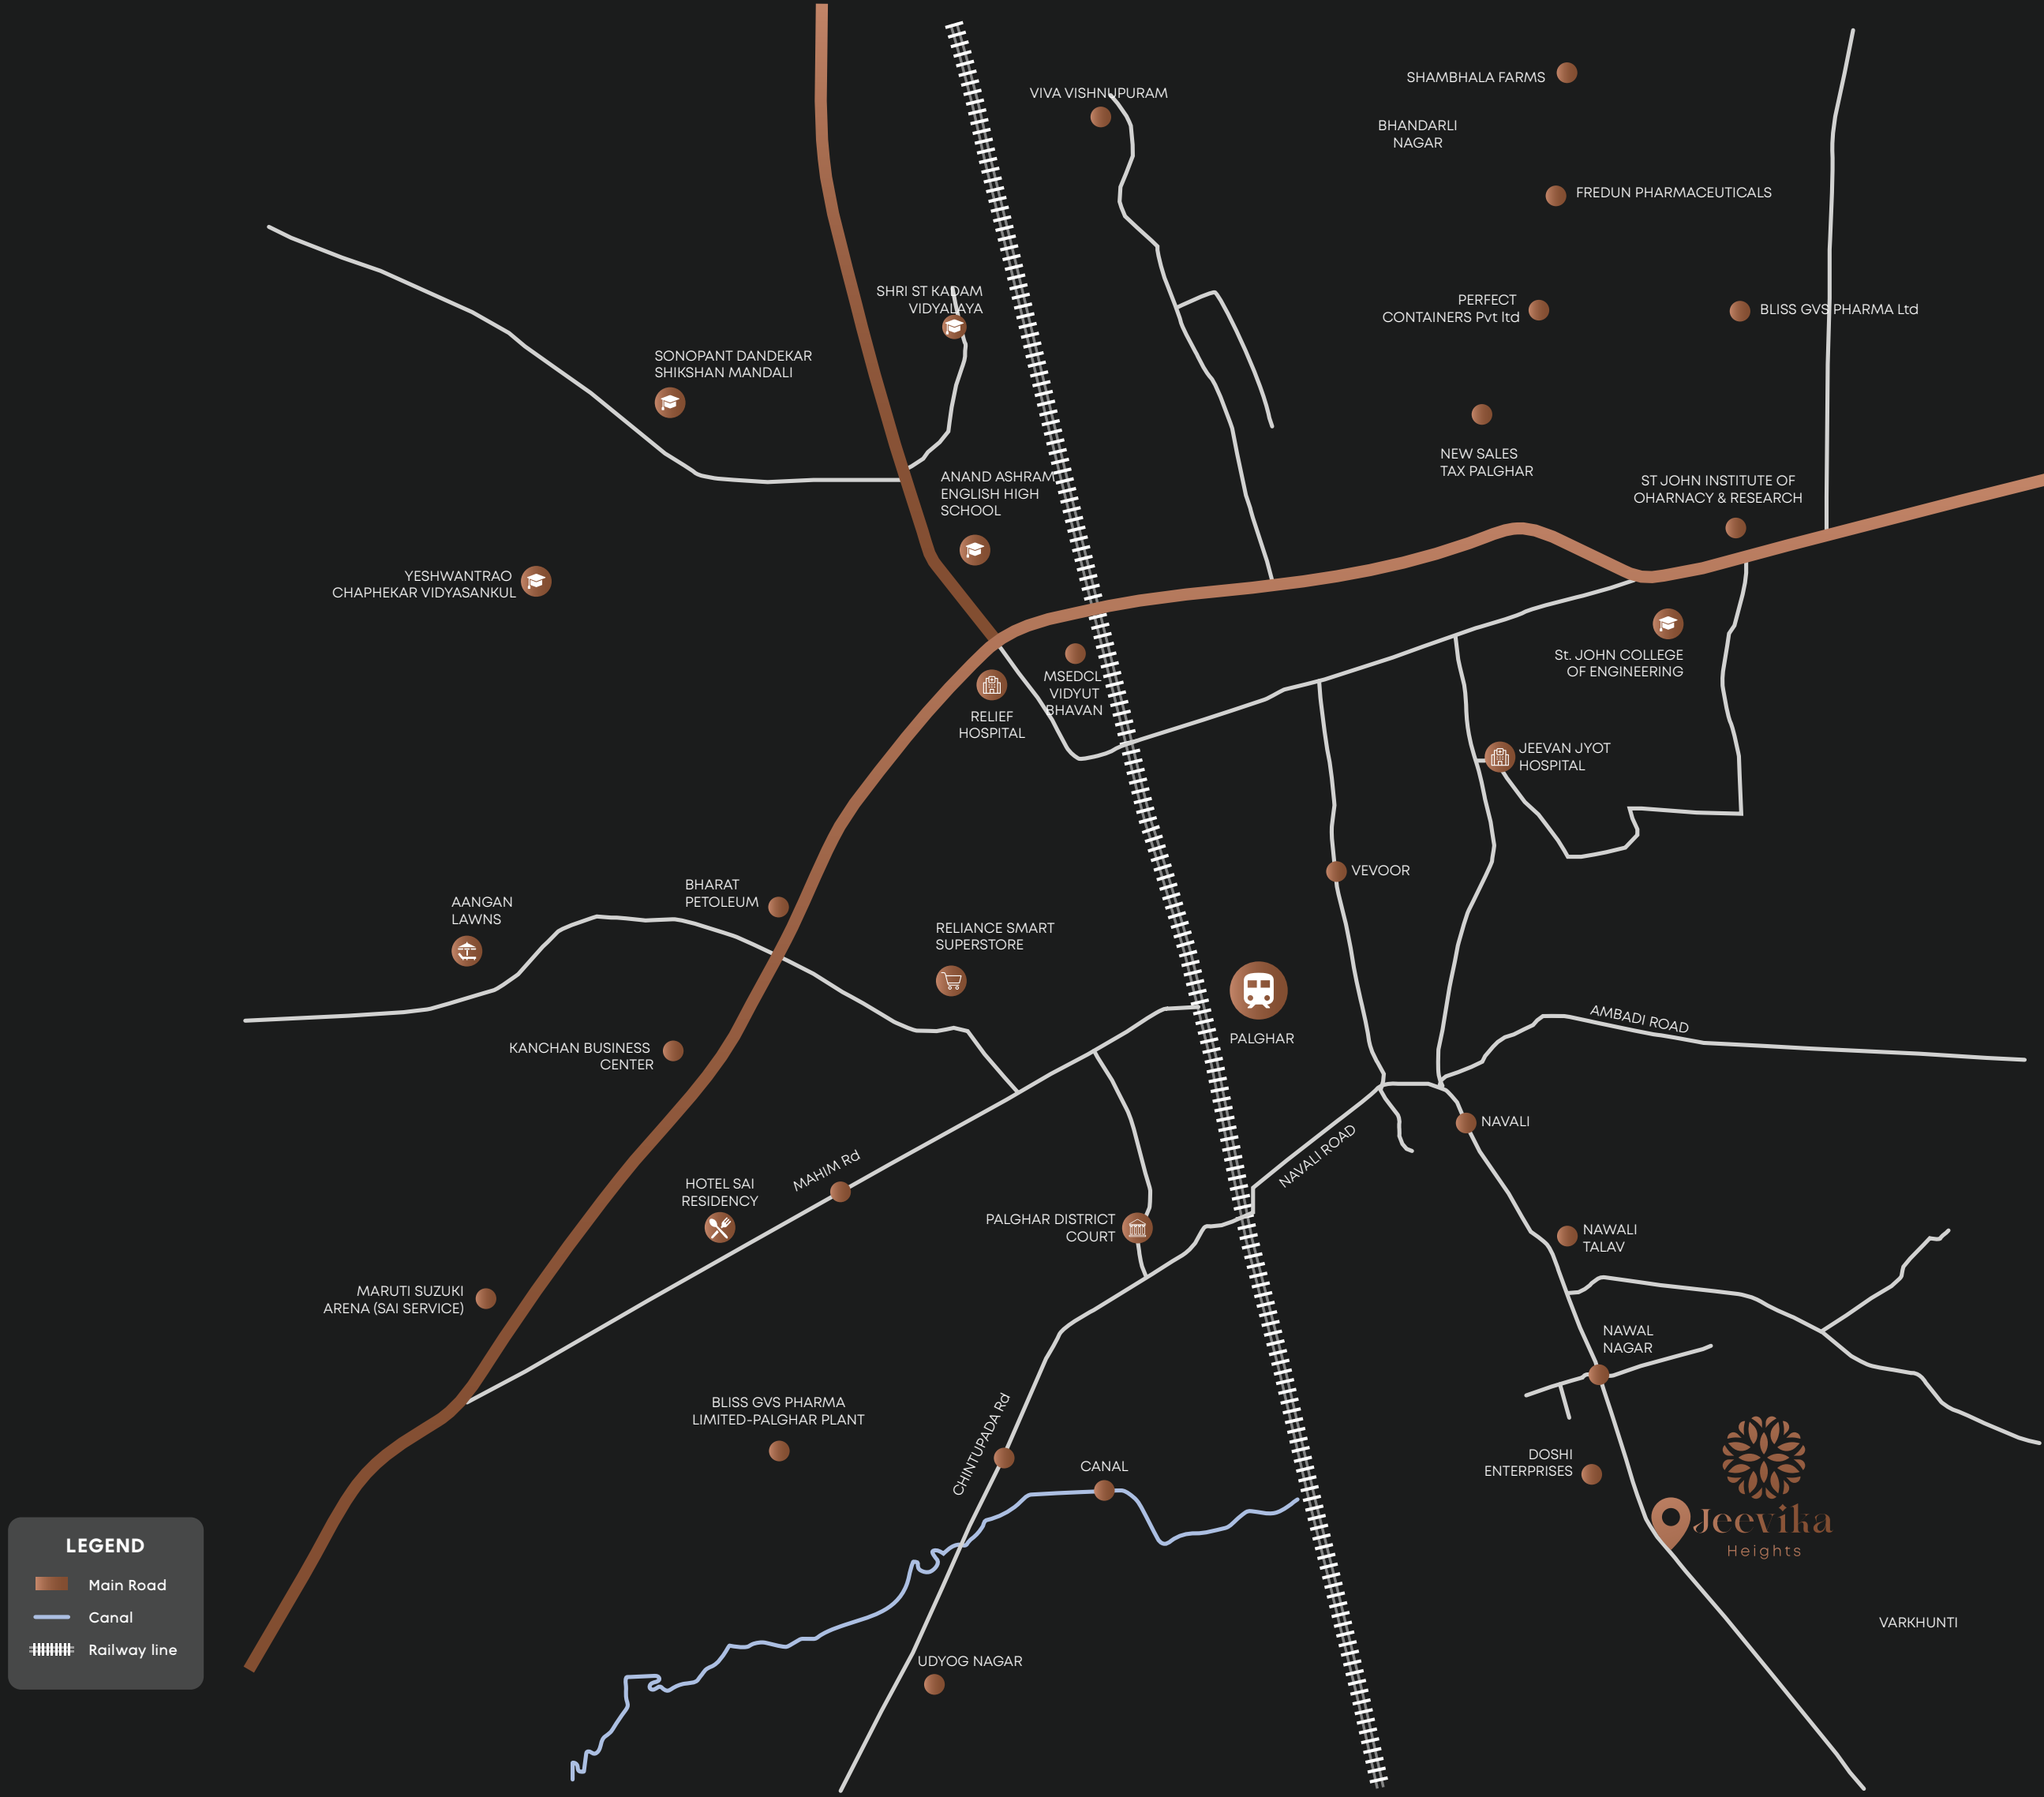 SHAMBHALA FARMS
VIVA VISHNUPURAM
BHANDARLI
NAGAR
FREDUN PHARMACEUTICALS
SHRI ST KADAM
VIDYALAYA
PERFECT
CONTAINERS Pvt ltd
BLISS GVS PHARMA Ltd
SONOPANT DANDEKAR
SHIKSHAN MANDALI
NEW SALES
TAX PALGHAR
ANAND ASHRAM
ENGLISH HIGH
SCHOOL
ST JOHN INSTITUTE OF
OHARNACY & RESEARCH
YESHWANTRAO
CHAPHEKAR VIDYASANKUL
St. JOHN COLLEGE
OF ENGINEERING
MSEDCL
VIDYUT
BHAVAN
RELIEF
HOSPITAL
JEEVAN JYOT
HOSPITAL
VEVOOR
BHARAT
PETOLEUM
AANGAN
LAWNS
RELIANCE SMART
SUPERSTORE
PALGHAR
AMBADI ROAD
KANCHAN BUSINESS
CENTER
NAVALI
NAVALI ROAD
MAHIM Rd
HOTEL SAI
RESIDENCY
PALGHAR DISTRICT
COURT
NAWALI
TALAV
MARUTI SUZUKI
ARENA (SAI SERVICE)
NAWAL
NAGAR
BLISS GVS PHARMA
LIMITED-PALGHAR PLANT
CHINTUPADA Rd
CANAL
DOSHI
ENTERPRISES
Jeevika
Heights
VARKHUNTI
UDYOG NAGAR
LEGEND
Main Road
Canal
Railway line